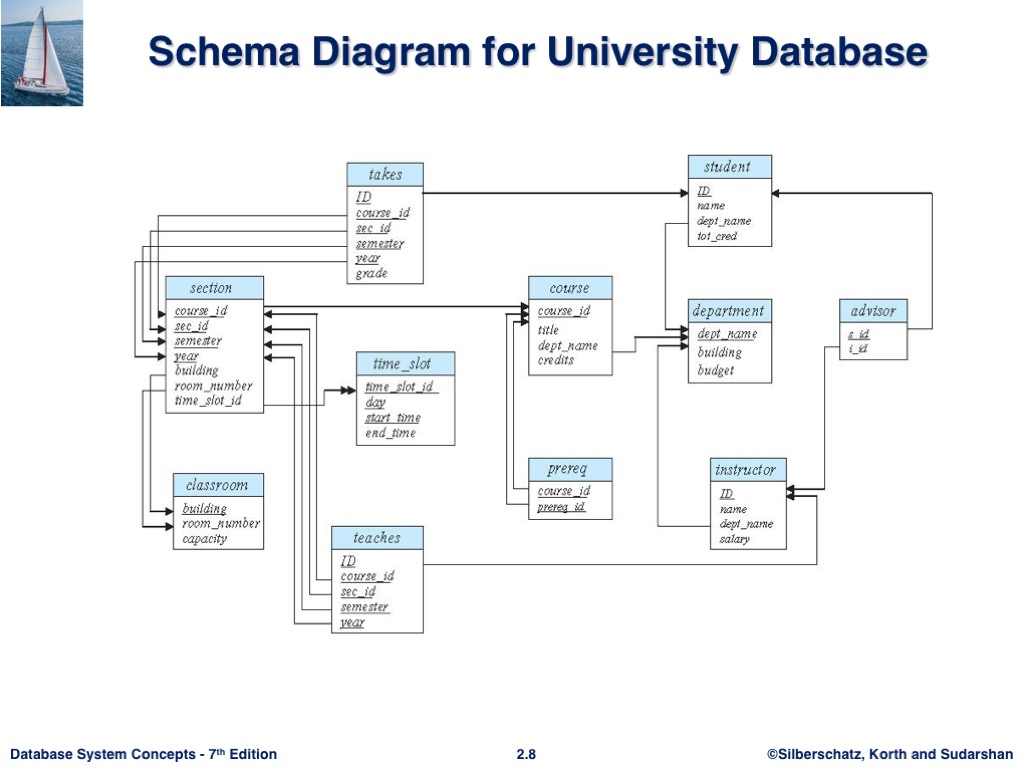 Schema Diagram for University Database
takes
ID
course_id
sec_id
semester
year
grade
student
ID
name
dept_name
tot_cred
section
course_id
sec_id
semester
year
building
room_number
time_slot_id
course
course_id
title
dept_name
credits
department
dept_name
building
budget
advisor
s_id
i_id
time_slot
time_slot_id
day
start_time
end_time
prereq
course_id
prereq_id
instructor
ID
name
dept_name
salary
classroom
building
room_number
capacity
teaches
ID
course_id
sec_id
semester
year
Database System Concepts - 7th Edition
2.8
©Silberschatz, Korth and Sudarshan